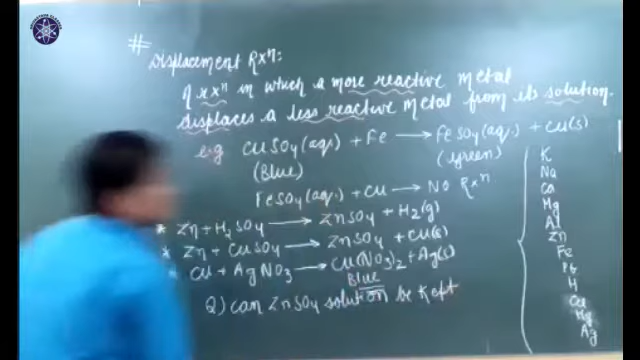 # Displacement Rxⁿ:
A rxⁿ in which a more reactive metal
displaces a less reactive metal from its solution.
e.g CuSO4(aq.) + Fe → FeSO4(aq.) + Cu(s)
(Blue) (Green)
FeSO4(aq.) + Cu → NO Rxⁿ
* Zn + H2SO4 → ZnSO4 + H2(g)
* Zn + CuSO4 → ZnSO4 + Cu(s)
Cu + AgNO3 → Cu(NO3)2 + Ag(s)
Blue
Q) can ZnSO4 solution be kept
K
Na
Ca
Mg
Al
Zn
Fe
Pb
H
Cu
Hg
Ag